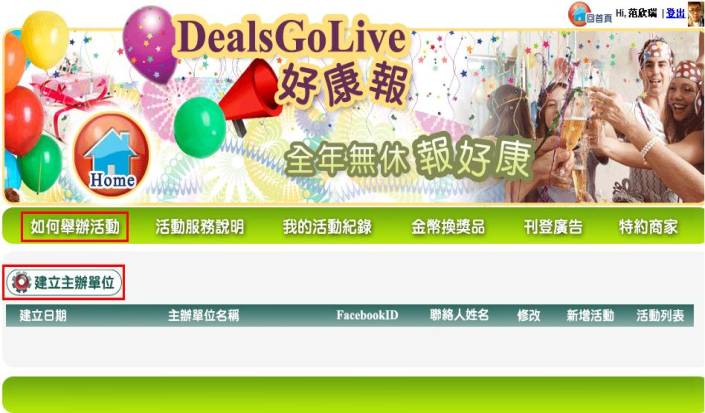 回首頁 Hi, 范欣瑞 | 登出
DealsGoLive
好康報
全年無休 報好康
Home
如何舉辦活動 活動服務說明 我的活動紀錄 金幣換獎品 刊登廣告 特約商家
建立主辦單位
建立日期 主辦單位名稱 FacebookID 聯絡人姓名 修改 新增活動 活動列表